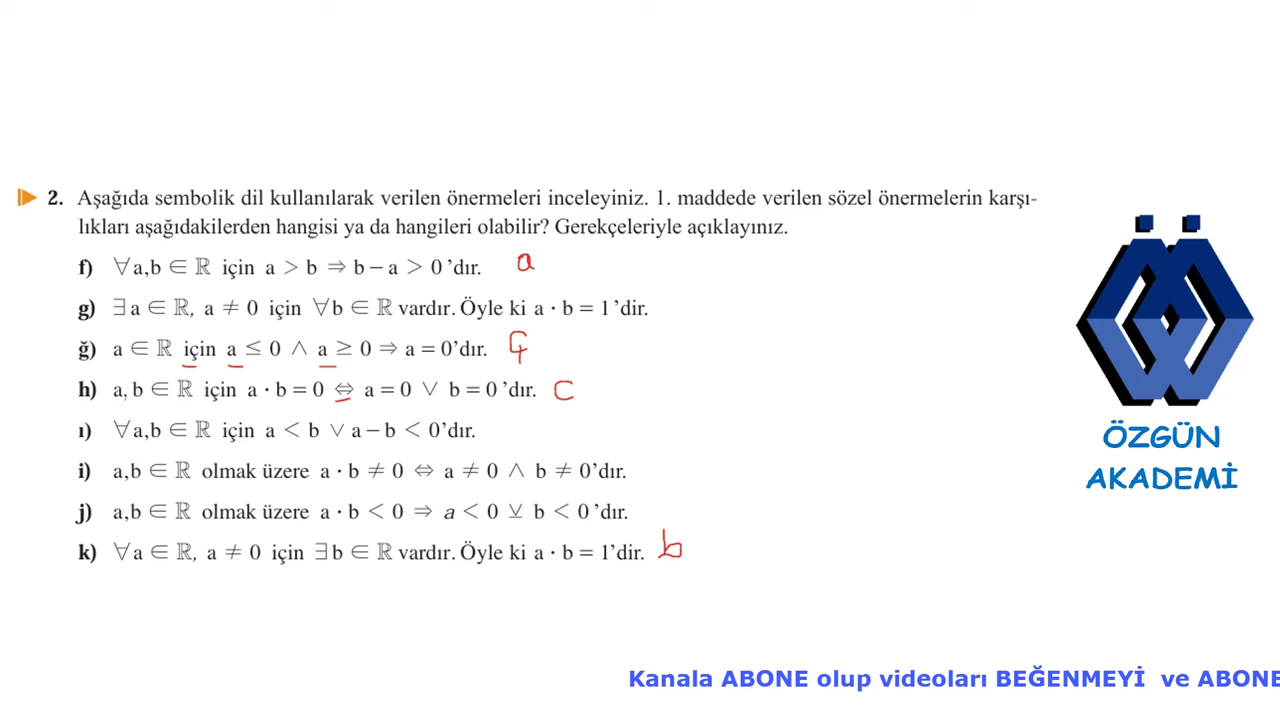 2. Aşağıda sembolik dil kullanılarak verilen önermeleri inceleyiniz. 1. maddede verilen sözel önermelerin karşı-
lıkları aşağıdakilerden hangisi ya da hangileri olabilir? Gerekçeleriyle açıklayınız.
f) ∀a,b ∈ ℝ için a > b ⇒ b − a > 0 ’dır. a
g) ∃a ∈ ℝ, a ≠ 0 için ∀b ∈ ℝ vardır. Öyle ki a · b = 1’dir.
ğ) a ∈ ℝ için a ≤ 0 ∧ a ≥ 0 ⇒ a = 0’dır. Ç
h) a, b ∈ ℝ için a · b = 0 ⇔ a = 0 ∨ b = 0 ’dır. C
ı) ∀a,b ∈ ℝ için a < b ∨ a − b < 0’dır.
i) a,b ∈ ℝ olmak üzere a · b ≠ 0 ⇔ a ≠ 0 ∧ b ≠ 0’dır.
j) a,b ∈ ℝ olmak üzere a · b < 0 ⇒ a < 0 ⊻ b < 0 ’dır.
k) ∀a ∈ ℝ, a ≠ 0 için ∃b ∈ ℝ vardır. Öyle ki a · b = 1’dir. b
ÖZGÜN
AKADEMİ
Kanala ABONE olup videoları BEĞENMEYİ ve ABONE